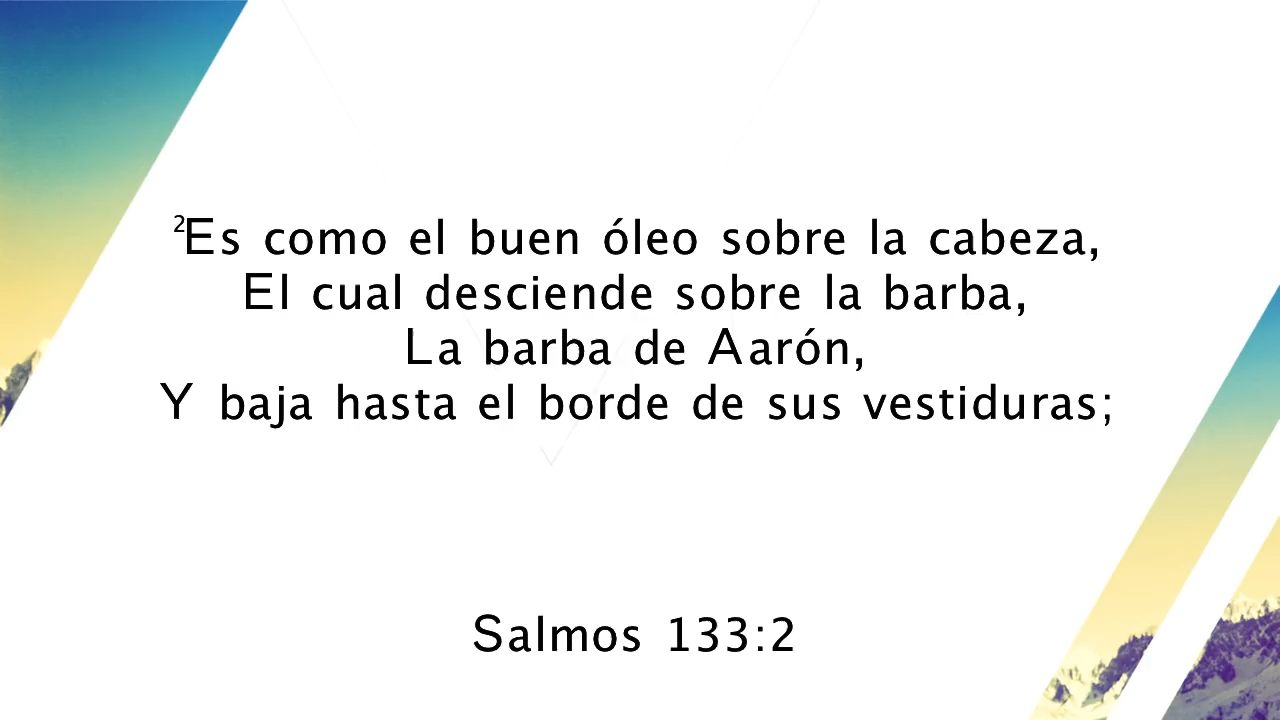 ²Es como el buen óleo sobre la cabeza,
El cual desciende sobre la barba,
La barba de Aarón,
Y baja hasta el borde de sus vestiduras;
Salmos 133:2